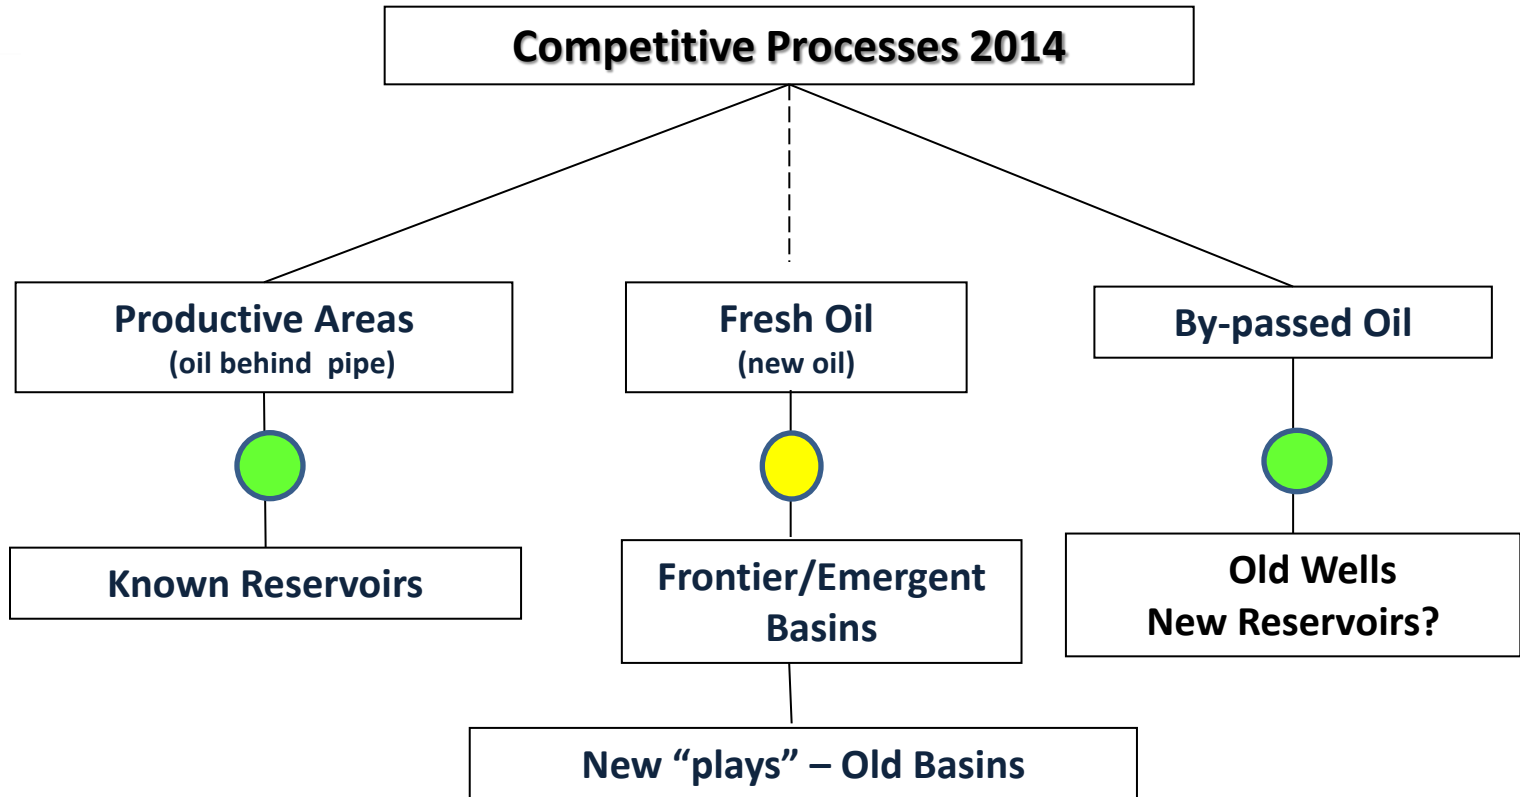 Competitive Processes 2014
Productive Areas
(oil behind pipe)
Fresh Oil
(new oil)
By-passed Oil
Known Reservoirs
Frontier/Emergent
Basins
Old Wells
New Reservoirs?
New “plays” – Old Basins